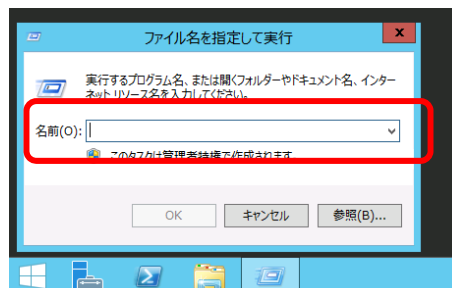 ファイル名を指定して実行
x
実行するプログラム名、または開くフォルダーやドキュメント名、インター
ネット リソース名を入力してください。
名前(O):
このタスクは管理者特権で作成されます。
OK
キャンセル
参照(B)...